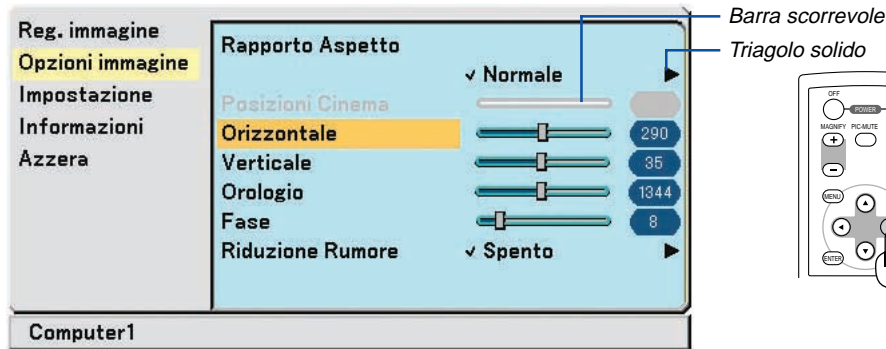 Reg. immagine
Opzioni immagine
Impostazione
Informazioni
Azzera
Rapporto Aspetto
✓ Normale
Posizioni Cinema
Orizzontale 290
Verticale 35
Orologio 1344
Fase 8
Riduzione Rumore ✓ Spento
Computer1
Barra scorrevole
Triagolo solido
OFF
POWER
MAGNIFY PIC-MUTE
MENU
ENTER